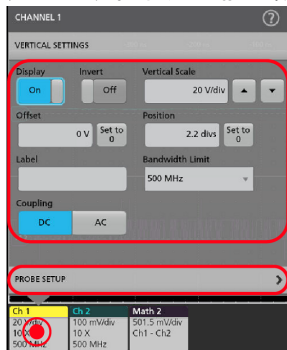 CHANNEL 1 ?
VERTICAL SETTINGS
Display Invert Vertical Scale
On Off 20 V/div
Offset Position
0 V Set to 0 2.2 divs Set to 0
Label Bandwidth Limit
500 MHz
Coupling
DC AC
PROBE SETUP
Ch 1 Ch 2 Math 2
20 V/div 100 mV/div 501.5 mV/div
10 X 10 X Ch1 - Ch2
500 MHz 500 MHz